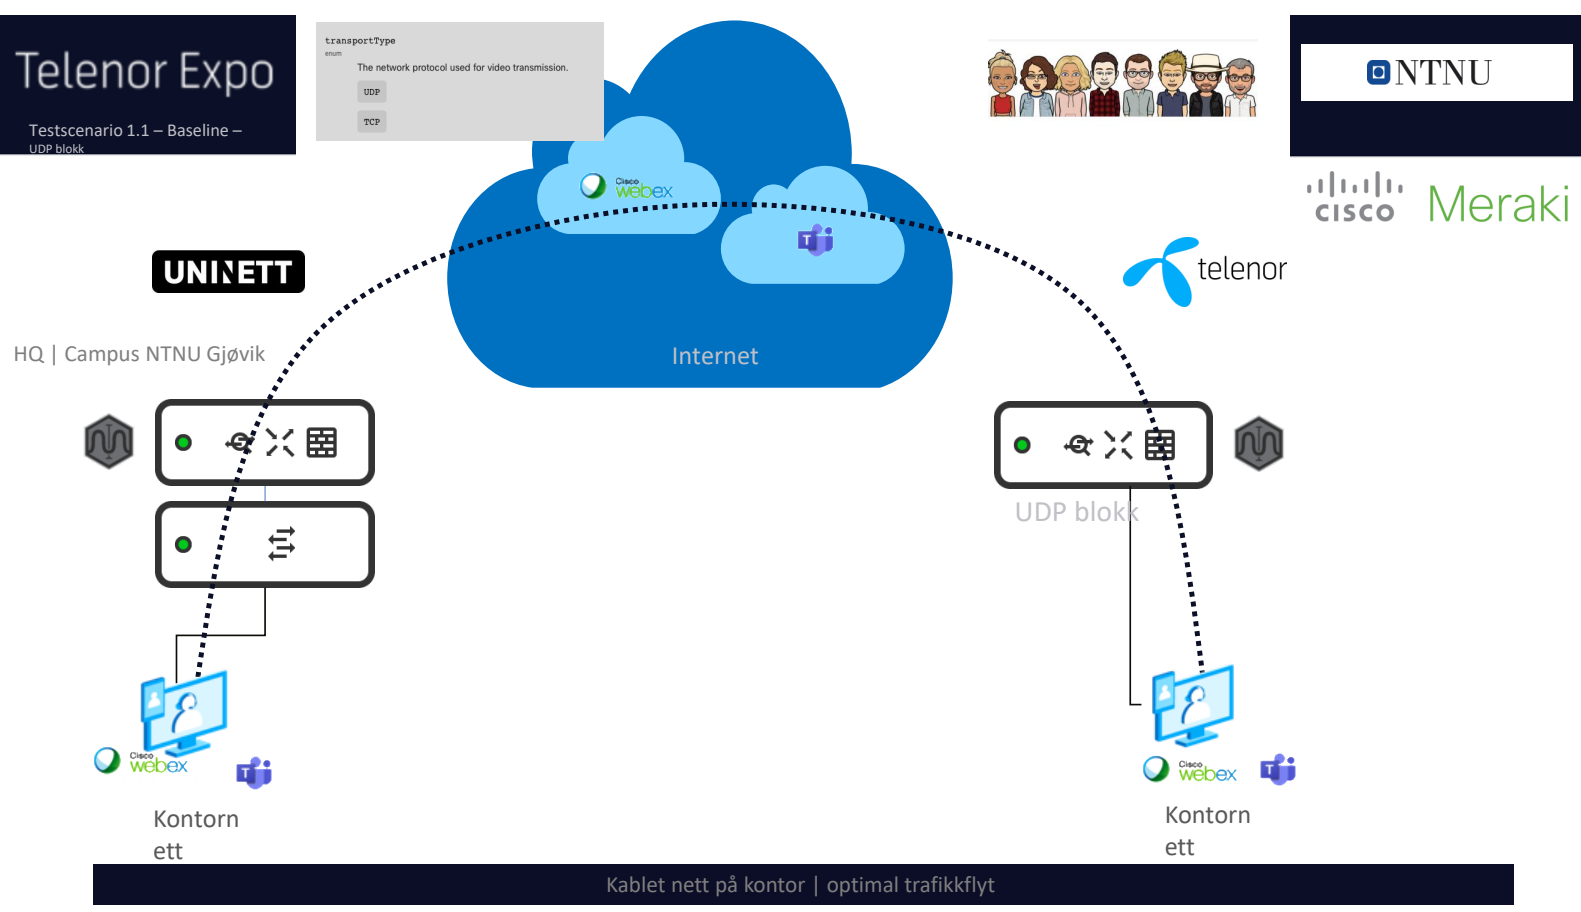 Telenor Expo
Testscenario 1.1 – Baseline –
UDP blokk
transportType
enum
The network protocol used for video transmission.
UDP
TCP
NTNU
Cisco
webex
cisco Meraki
UNINETT
telenor
HQ | Campus NTNU Gjøvik
Internet
UDP blokk
Cisco
webex
Kontorn
ett
Cisco
webex
Kontorn
ett
Kablet nett på kontor | optimal trafikkflyt